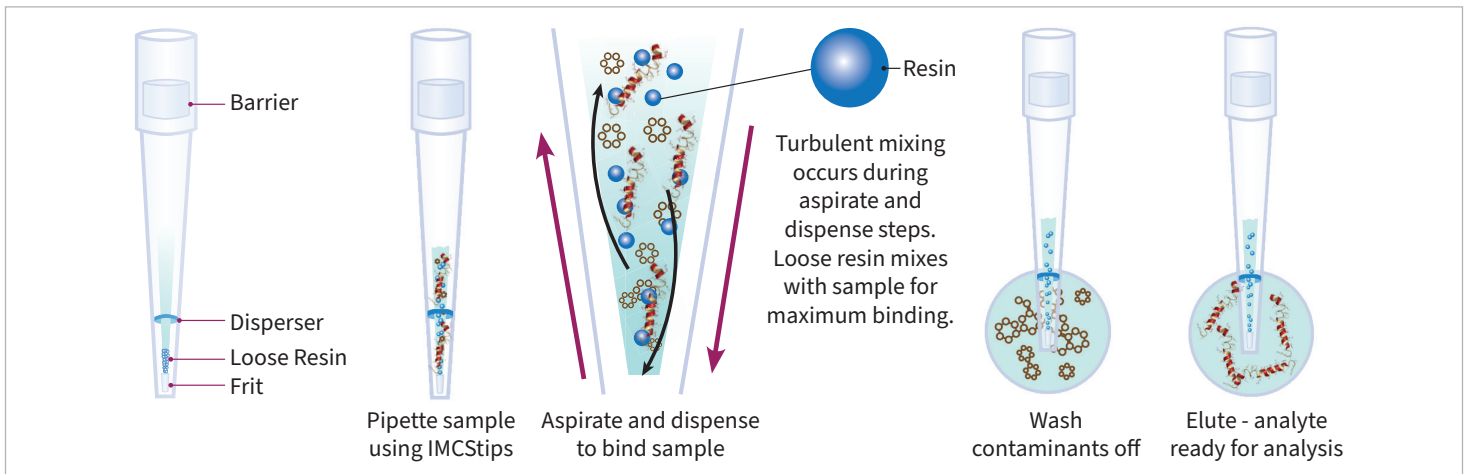 Barrier
Disperser
Loose Resin
Frit
Pipette sample
using IMCStips
Aspirate and dispense
to bind sample
Resin
Turbulent mixing
occurs during
aspirate and
dispense steps.
Loose resin mixes
with sample for
maximum binding.
Wash
contaminants off
Elute - analyte
ready for analysis